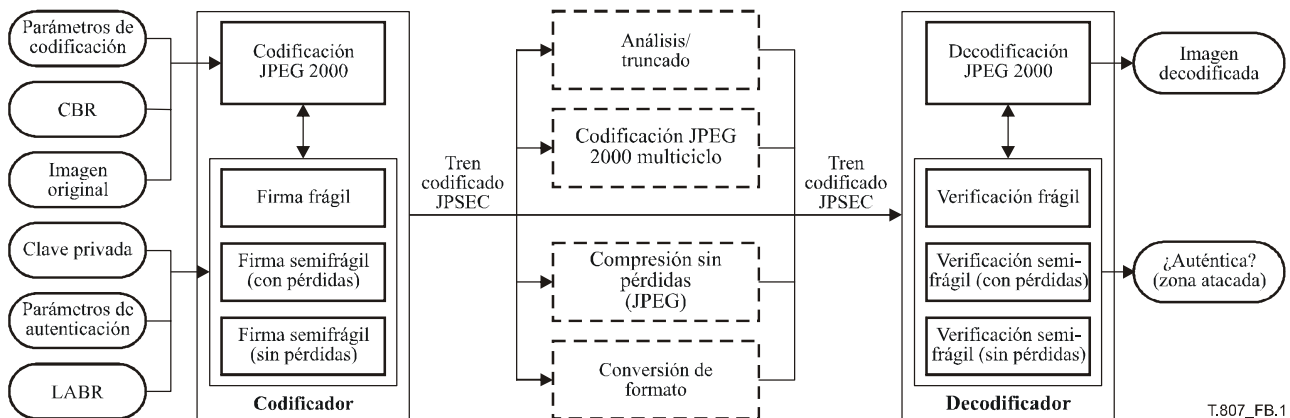 Parámetros de
codificación
CBR
Imagen
original
Clave privada
Parámetros de
autenticación
LABR
Codificación
JPEG 2000
Firma frágil
Firma semifrágil
(con pérdidas)
Firma semifrágil
(sin pérdidas)
Codificador
Tren
codificado
JPSEC
Análisis/
truncado
Codificación JPEG
2000 multiciclo
Compresión sin
pérdidas
(JPEG)
Conversión de
formato
Tren
codificado
JPSEC
Decodificación
JPEG 2000
Verificación frágil
Verificación semi-
frágil (con pérdidas)
Verificación semi-
frágil (sin pérdidas)
Decodificador
Imagen
decodificada
¿Auténtica?
(zona atacada)
T.807_FB.1